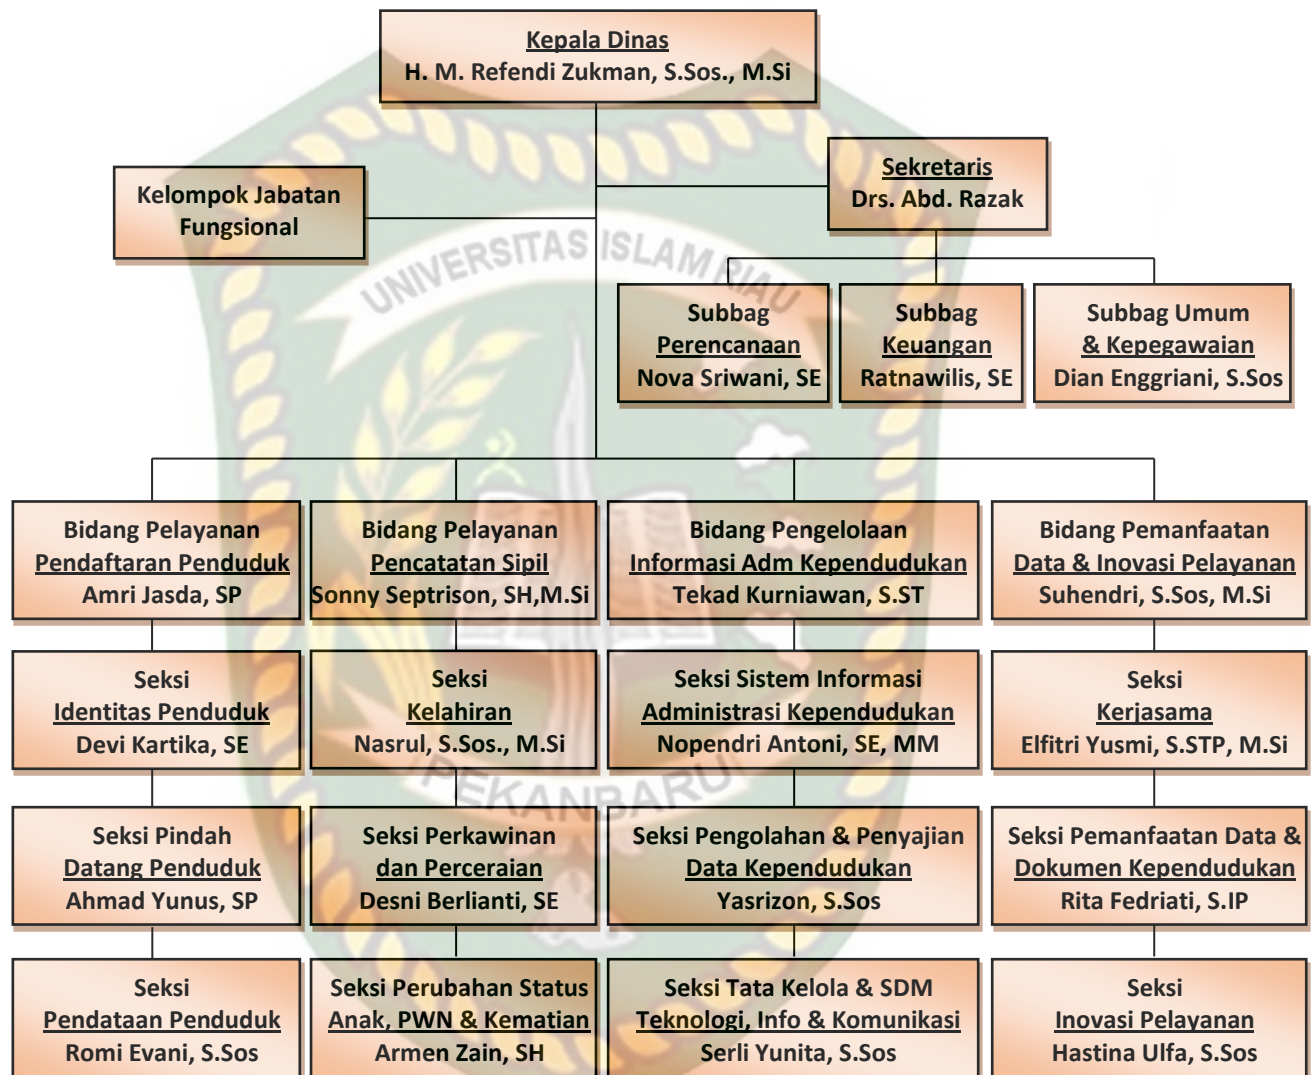 Kepala Dinas
H. M. Refendi Zukman, S.Sos., M.Si
Kelompok Jabatan
Fungsional
Sekretaris
Drs. Abd. Razak
UNIVERSITAS ISLAM RIAU
Subbag
Perencanaan
Nova Sriwani, SE
Subbag
Keuangan
Ratnawilis, SE
Subbag Umum
& Kepegawaian
Dian Enggriani, S.Sos
Bidang Pelayanan
Pendaftaran Penduduk
Amri Jasda, SP
Bidang Pelayanan
Pencatatan Sipil
Sonny Septrison, SH,M.Si
Bidang Pengelolaan
Informasi Adm Kependudukan
Tekad Kurniawan, S.ST
Bidang Pemanfaatan
Data & Inovasi Pelayanan
Suhendri, S.Sos, M.Si
Seksi
Identitas Penduduk
Devi Kartika, SE
Seksi
Kelahiran
Nasrul, S.Sos., M.Si
Seksi Sistem Informasi
Administrasi Kependudukan
Nopendri Antoni, SE, MM
Seksi
Kerjasama
Elfitri Yusmi, S.STP, M.Si
PEKANBARU
Seksi Pindah
Datang Penduduk
Ahmad Yunus, SP
Seksi Perkawinan
dan Perceraian
Desni Berlianti, SE
Seksi Pengolahan & Penyajian
Data Kependudukan
Yasrizon, S.Sos
Seksi Pemanfaatan Data &
Dokumen Kependudukan
Rita Fedriati, S.IP
Seksi
Pendataan Penduduk
Romi Evani, S.Sos
Seksi Perubahan Status
Anak, PWN & Kematian
Armen Zain, SH
Seksi Tata Kelola & SDM
Teknologi, Info & Komunikasi
Serli Yunita, S.Sos
Seksi
Inovasi Pelayanan
Hastina Ulfa, S.Sos